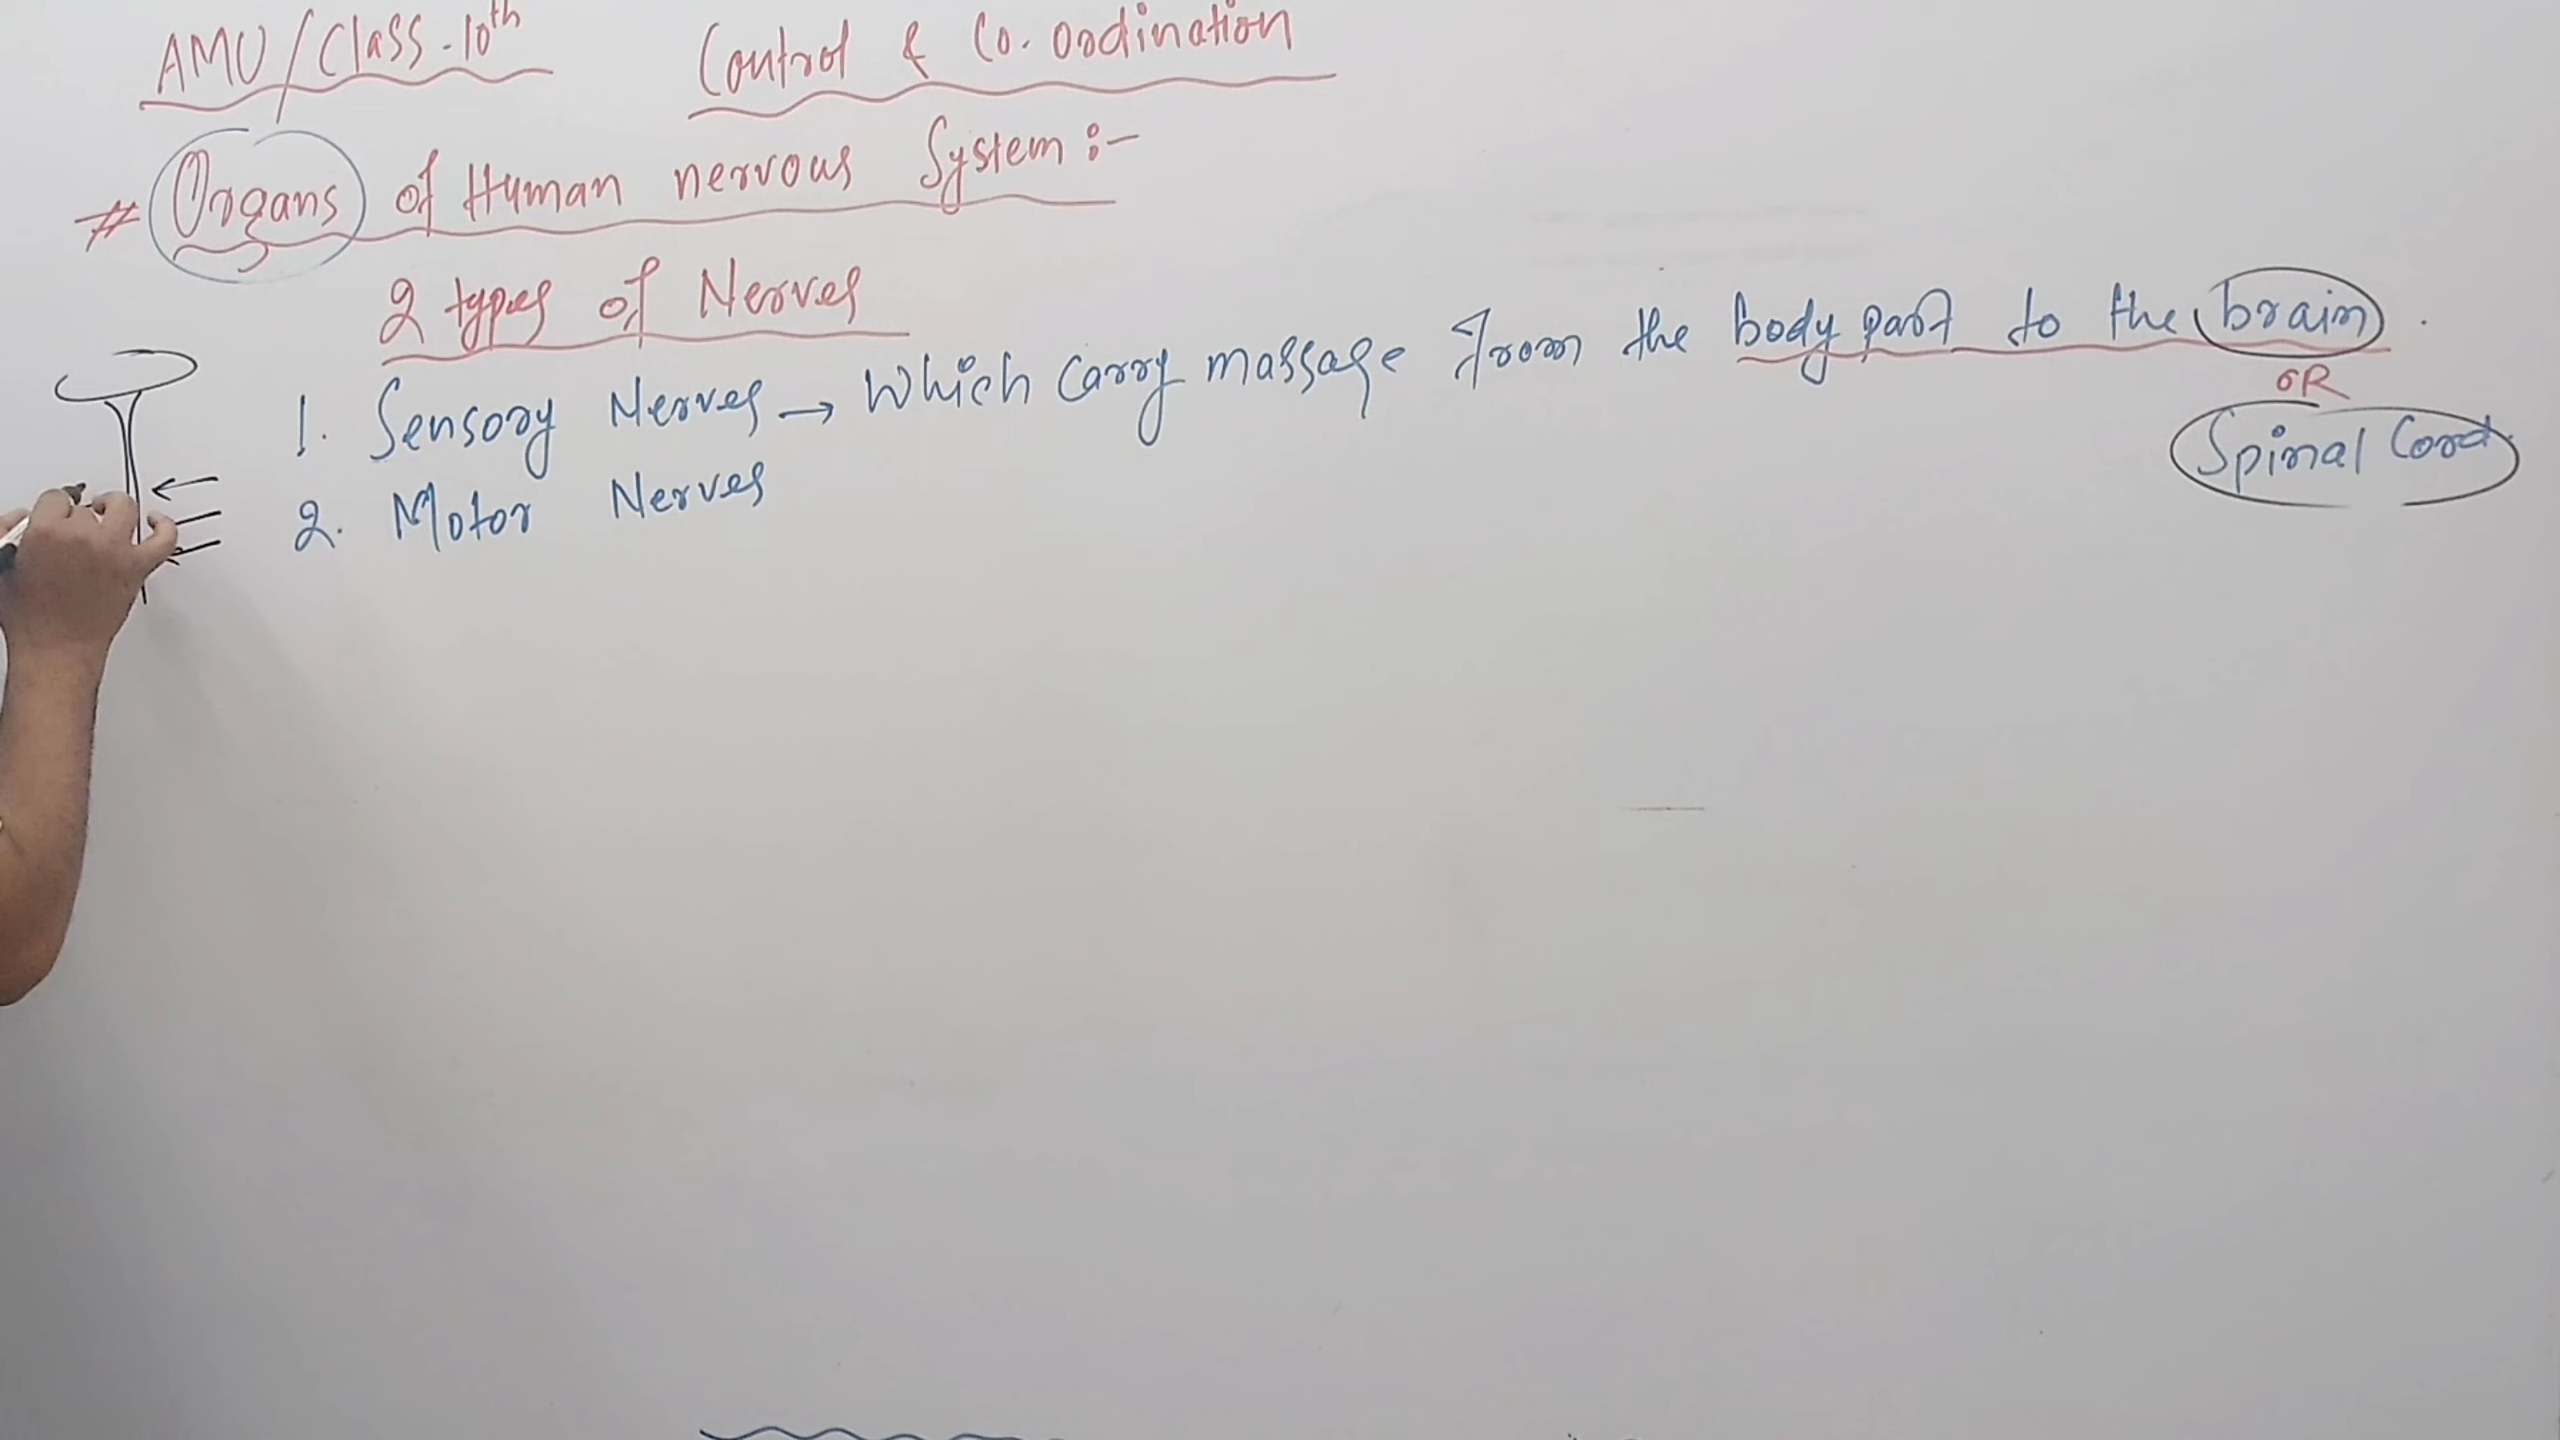 AMU/Class-10th Control & Co-ordination
# Organs of Human nervous System:-
2 types of Nerves
1. Sensory Nerves → Which Carry massage from the body part to the brain.
OR
Spinal Cord
2. Motor Nerves